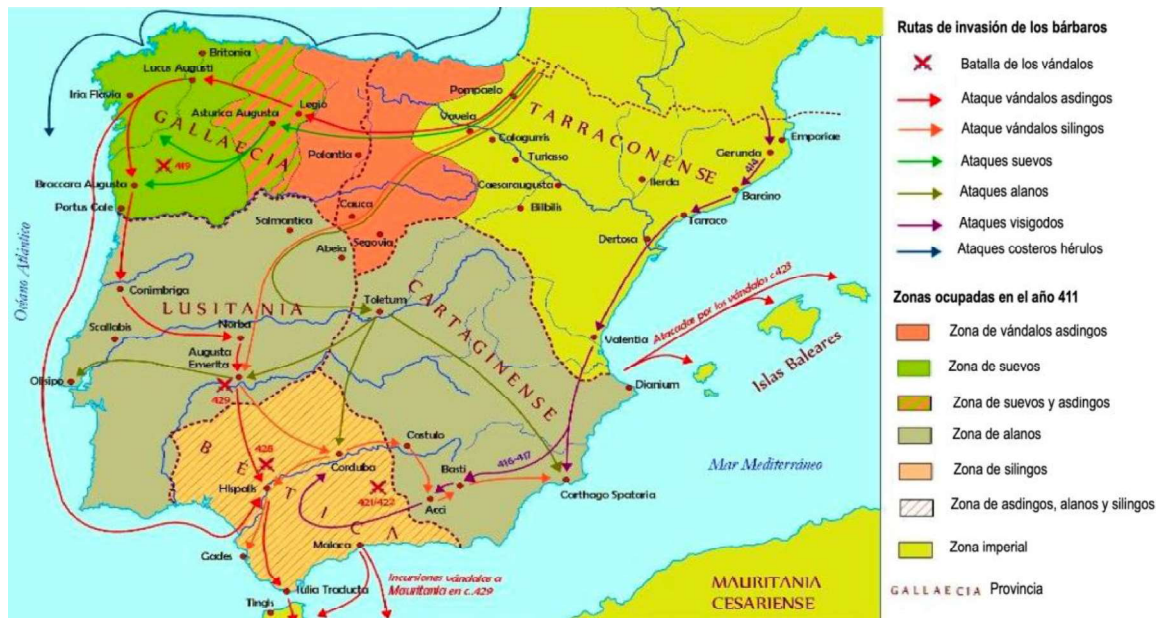 Britonia
Lucus Augusti
Iria Flavia
Legio
Asturica Augusta
GALLAECIA
419
Palantia
Braccara Augusta
Portus Cale
Pompaelo
Vareia
Calagurris
Turiasso
TARRACONENSE
Gerunda
Emporiae
414
Caesaraugusta
Ilerda
Barcino
Bilbilis
Tarraco
Dertosa
Cauca
Salmantica
Segovia
Abela
Océano Atlántico
Conimbriga
LUSITANIA
Toletum
CARTAGINENSE
Scallabis
Norba
Augusta
Emerita
Olisipo
429
Valentia
Dianium
Atacadas por los vándalos c.425
Islas Baleares
BÉTICA
428
Castulo
Corduba
Hispalis
421/422
Basti
416-417
Acci
Carthago Spataria
Mar Mediterráneo
Gades
Malaca
Iulia Traducta
Tingis
Incursiones vándalas a
Mauritania en c.429
MAURITANIA
CESARIENSE
Rutas de invasión de los bárbaros
Batalla de los vándalos
Ataque vándalos asdingos
Ataque vándalos silingos
Ataques suevos
Ataques alanos
Ataques visigodos
Ataques costeros hérulos
Zonas ocupadas en el año 411
Zona de vándalos asdingos
Zona de suevos
Zona de suevos y asdingos
Zona de alanos
Zona de silingos
Zona de asdingos, alanos y silingos
Zona imperial
GALLAECIA Provincia